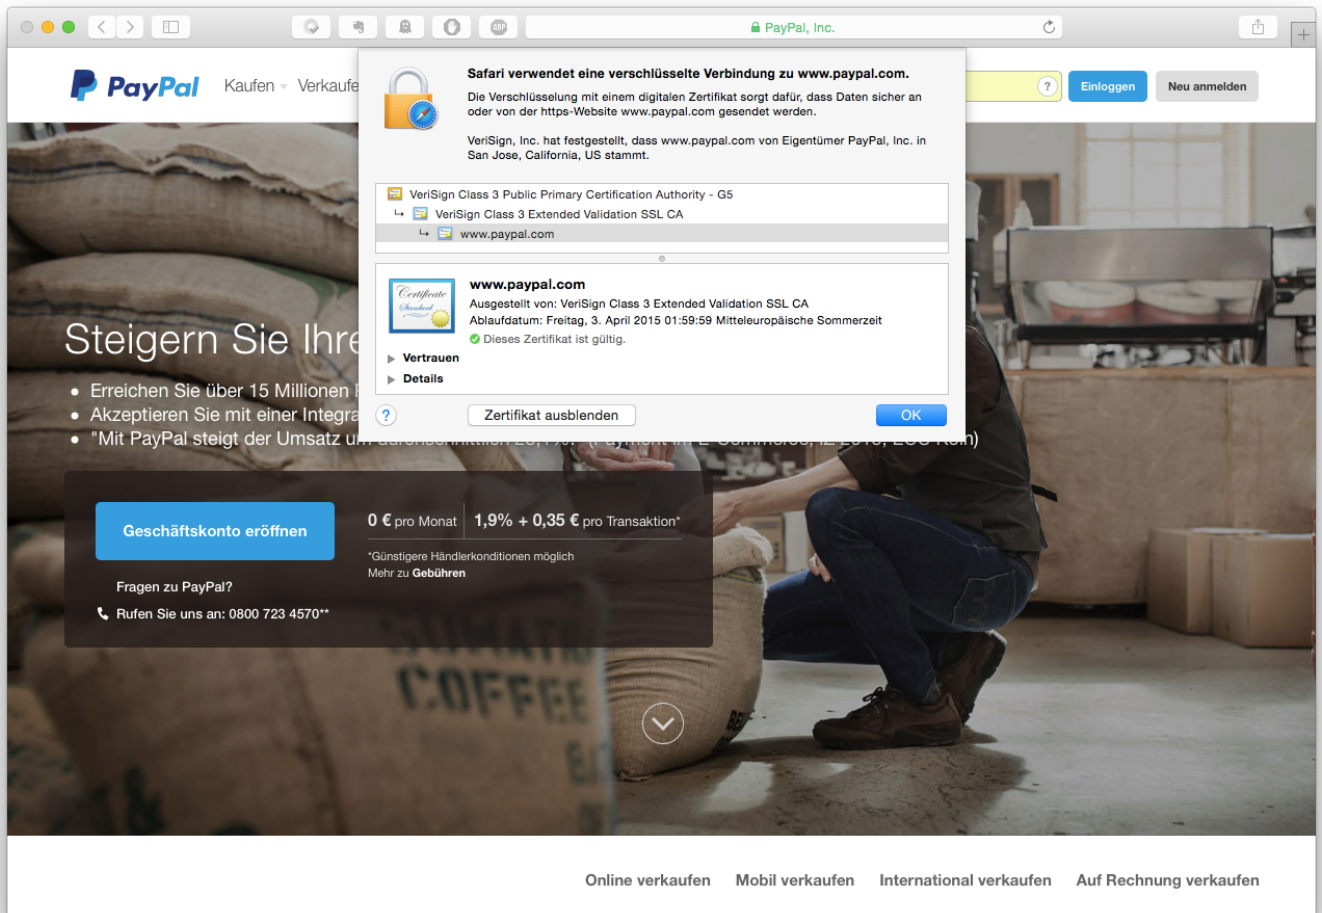 ABP
PayPal, Inc.
PayPal
Kaufen
Verkaufe
?
Einloggen
Neu anmelden
Safari verwendet eine verschlüsselte Verbindung zu www.paypal.com.
Die Verschlüsselung mit einem digitalen Zertifikat sorgt dafür, dass Daten sicher an
oder von der https-Website www.paypal.com gesendet werden.
VeriSign, Inc. hat festgestellt, dass www.paypal.com von Eigentümer PayPal, Inc. in
San Jose, California, US stammt.
VeriSign Class 3 Public Primary Certification Authority - G5
VeriSign Class 3 Extended Validation SSL CA
www.paypal.com
Certificate
Standard
www.paypal.com
Ausgestellt von: VeriSign Class 3 Extended Validation SSL CA
Ablaufdatum: Freitag, 3. April 2015 01:59:59 Mitteleuropäische Sommerzeit
Dieses Zertifikat ist gültig.
Vertrauen
Details
?
Zertifikat ausblenden
OK
Steigern Sie Ihre
• Erreichen Sie über 15 Millionen
• Akzeptieren Sie mit einer Integra
• "Mit PayPal steigt der Umsatz um durchschnittlich
Geschäftskonto eröffnen
0 € pro Monat
1,9% + 0,35 € pro Transaktion*
*Günstigere Händlerkonditionen möglich
Mehr zu Gebühren
Fragen zu PayPal?
Rufen Sie uns an: 0800 723 4570**
COFFEE
Online verkaufen
Mobil verkaufen
International verkaufen
Auf Rechnung verkaufen